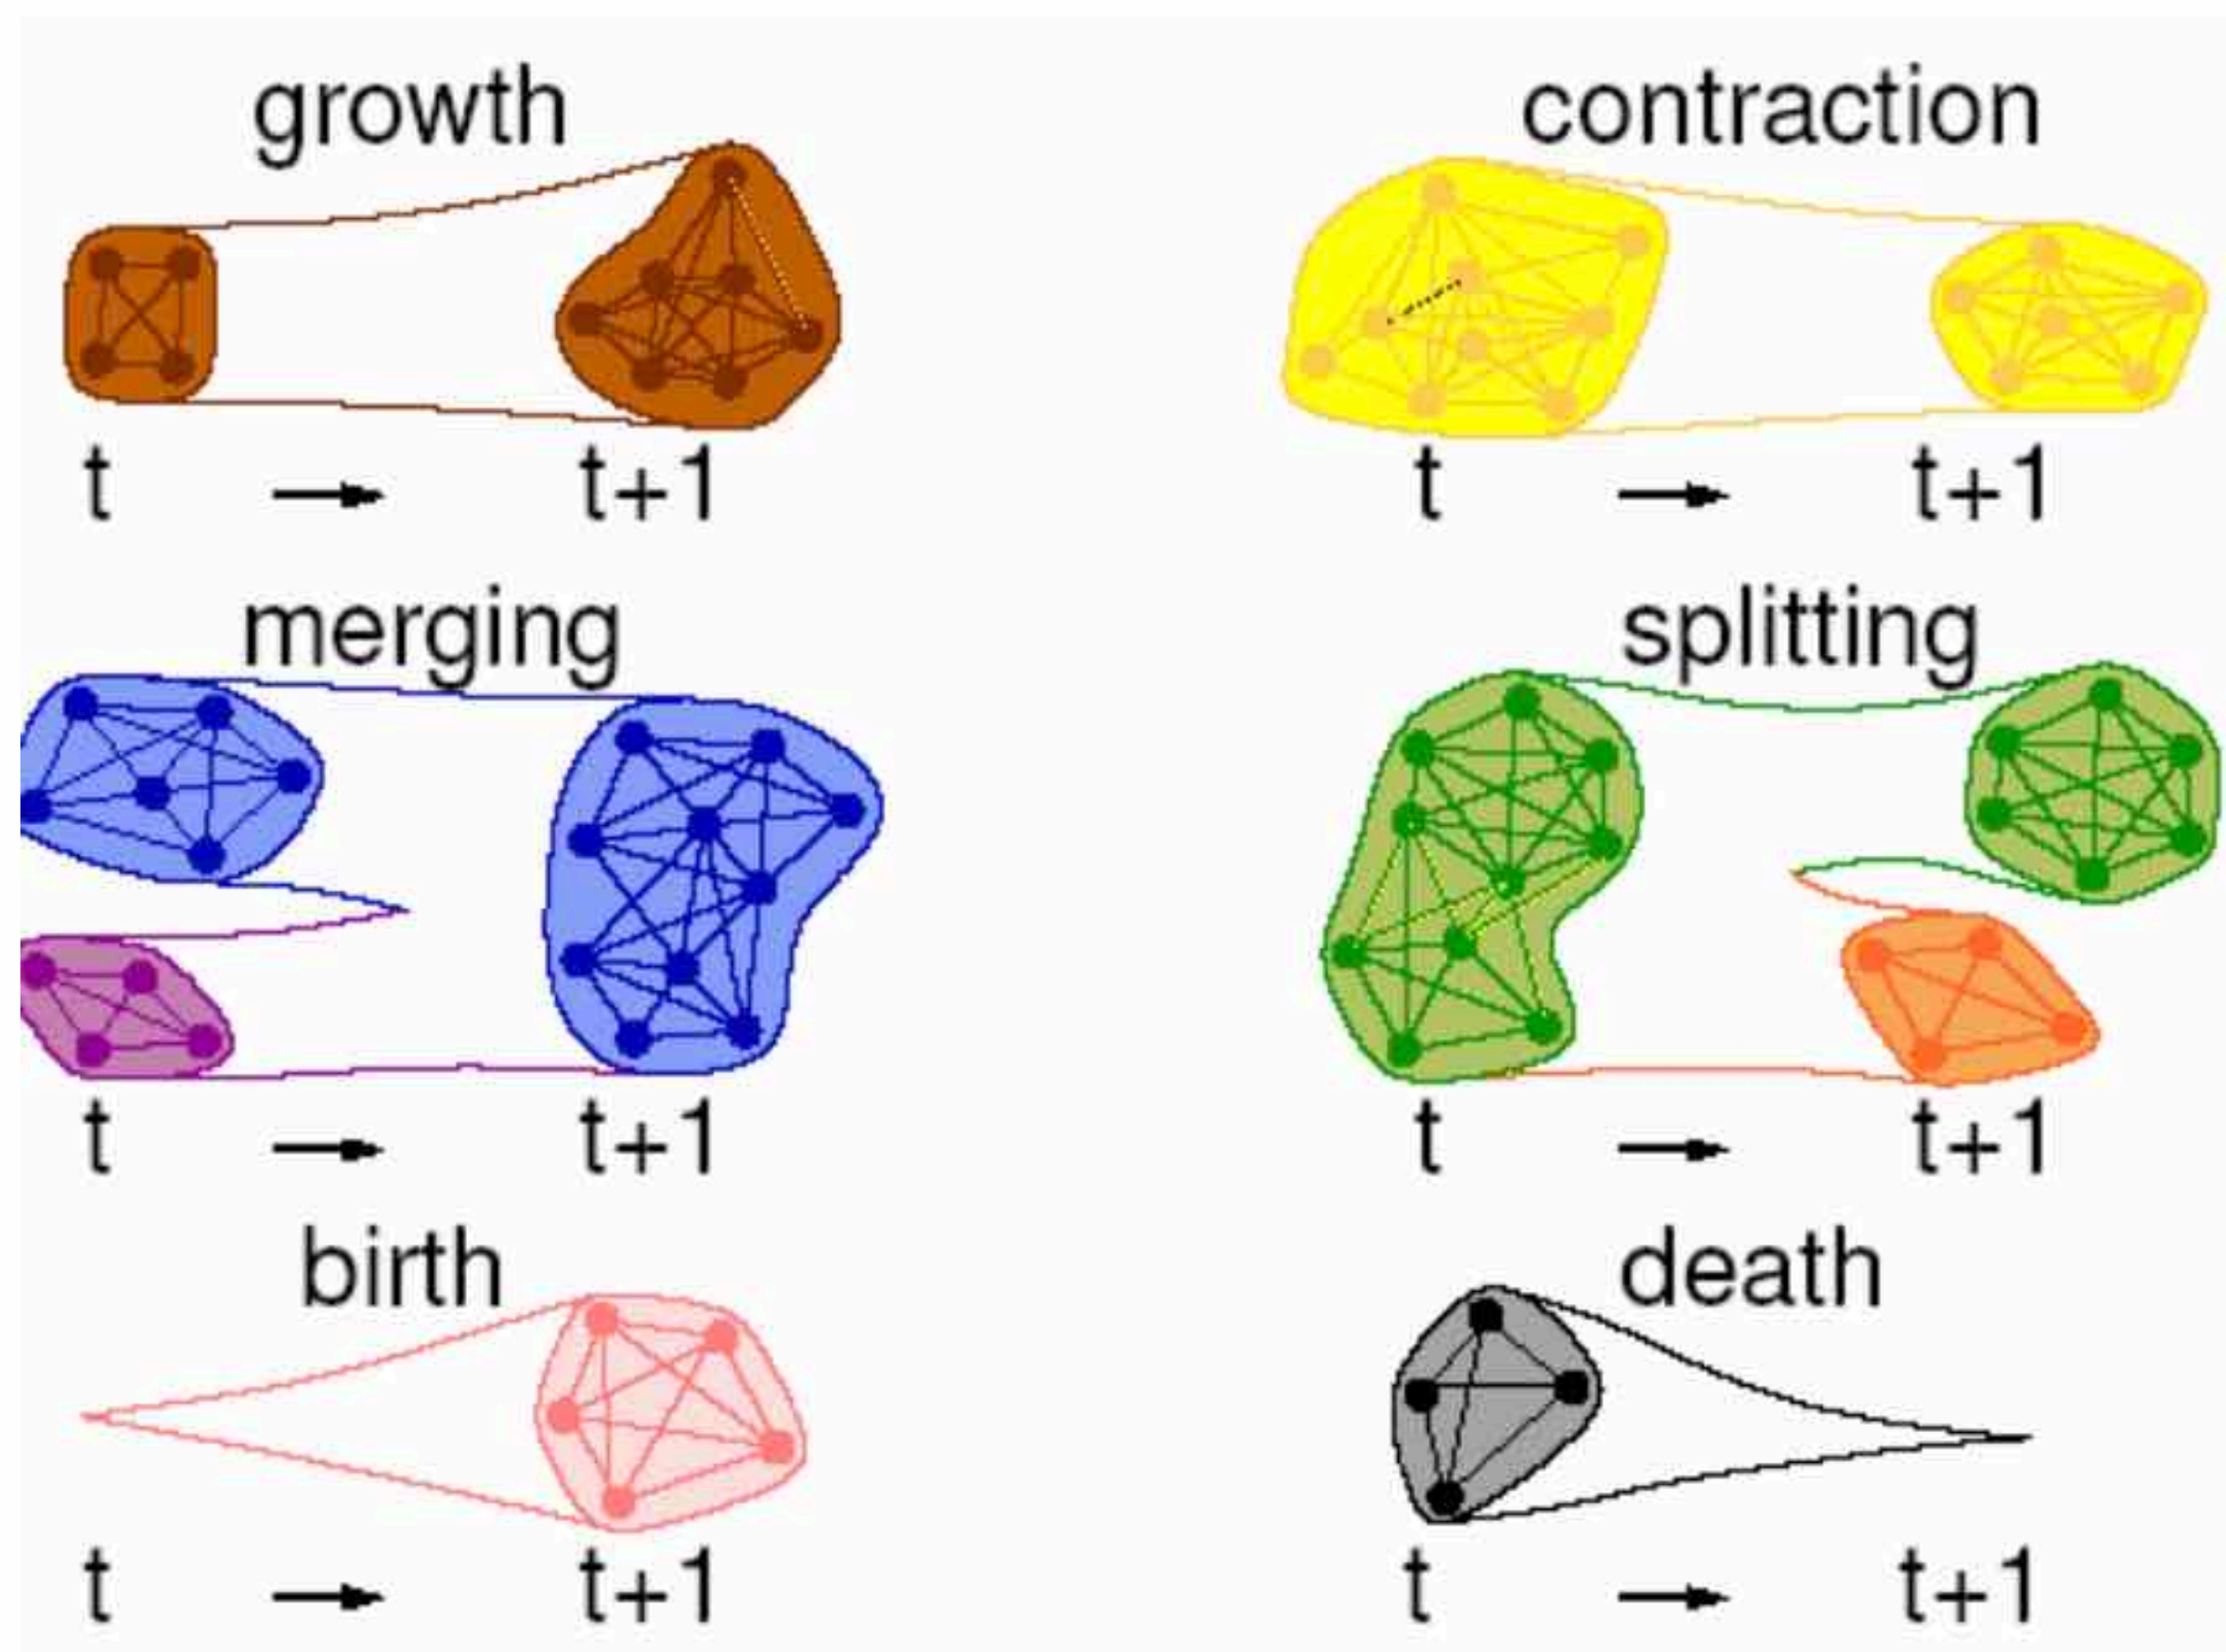 growth
contraction
t t+1
t t+1
merging
splitting
t t+1
t t+1
birth
death
t t+1
t t+1